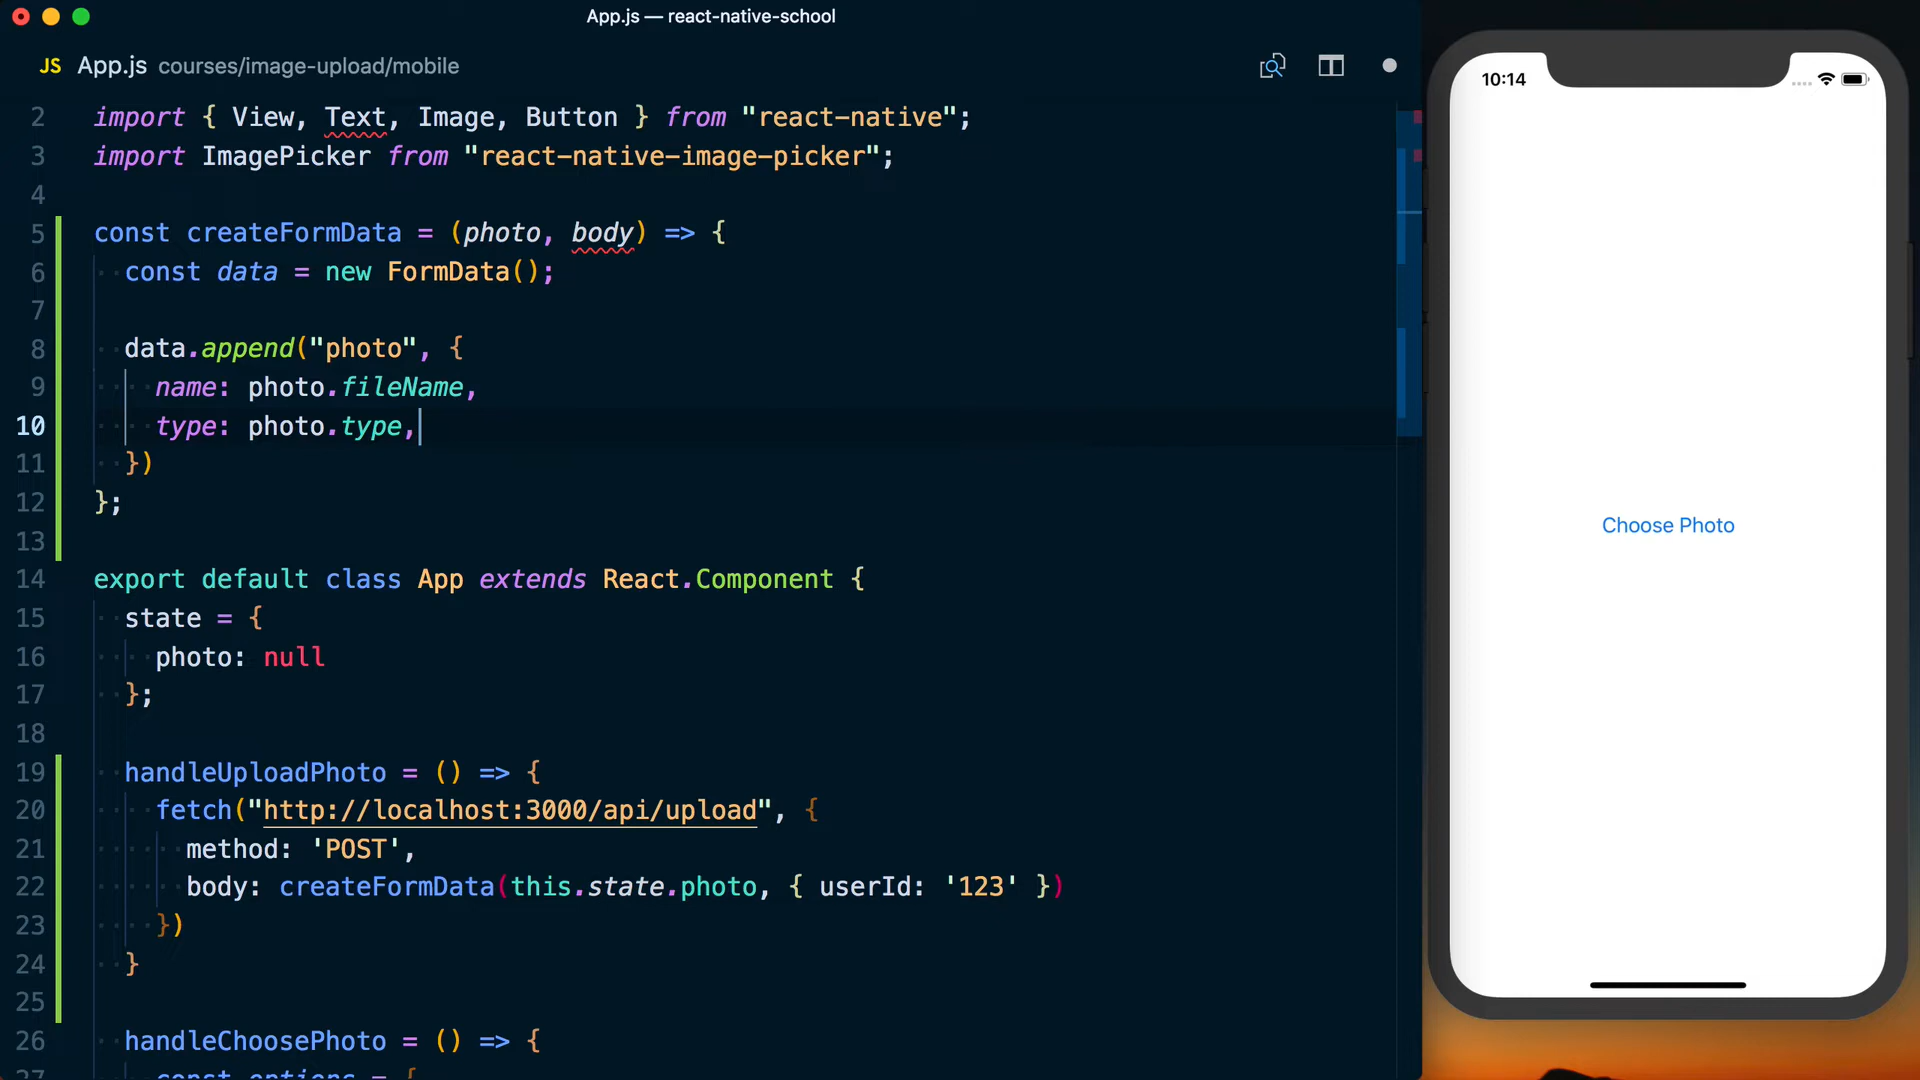 App.js — react-native-school
JS App.js courses/image-upload/mobile
2 import { View, Text, Image, Button } from "react-native";
3 import ImagePicker from "react-native-image-picker";
4
5 const createFormData = (photo, body) => {
6 const data = new FormData();
7
8 data.append("photo", {
9 name: photo.fileName,
10 type: photo.type,
11 })
12 };
13
14 export default class App extends React.Component {
15 state = {
16 photo: null
17 };
18
19 handleUploadPhoto = () => {
20 fetch("http://localhost:3000/api/upload", {
21 method: 'POST',
22 body: createFormData(this.state.photo, { userId: '123' })
23 })
24 }
25
26 handleChoosePhoto = () => {
27 const options = {
10:14
Choose Photo